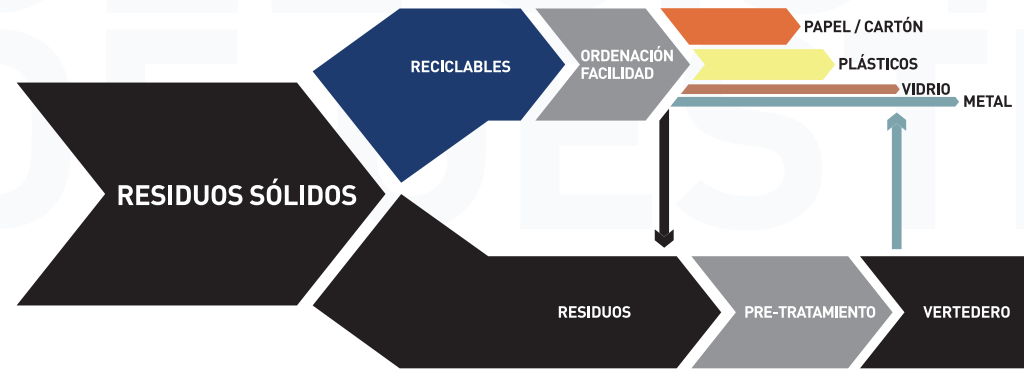 RESIDUOS SÓLIDOS
RECICLABLES
ORDENACIÓN
FACILIDAD
PAPEL / CARTÓN
PLÁSTICOS
VIDRIO
METAL
RESIDUOS
PRE-TRATAMIENTO
VERTEDERO